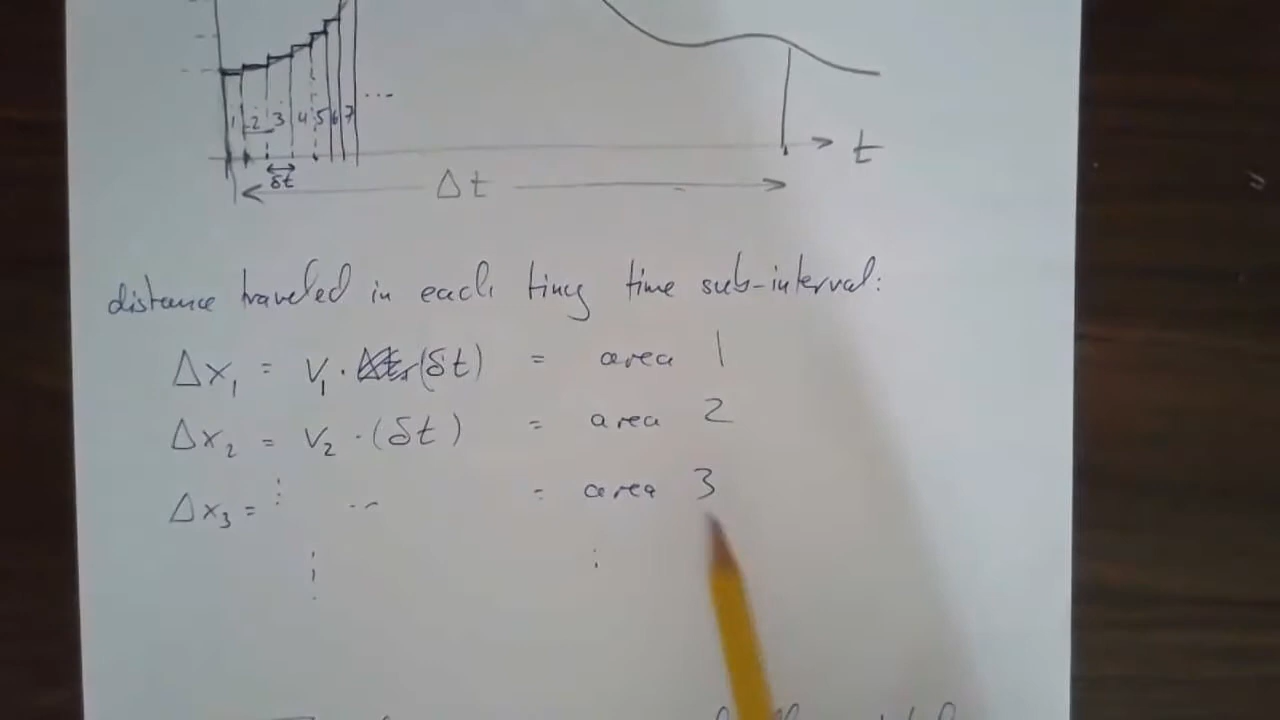 1 2 3 4 5 6 7 ...
t
δt
Δt
distance traveled in each tiny time sub-interval:
Δx₁ = v₁ · (δt) = area 1
Δx₂ = v₂ · (δt) = area 2
Δx₃ = ⋮ ... = area 3
⋮ ⋮